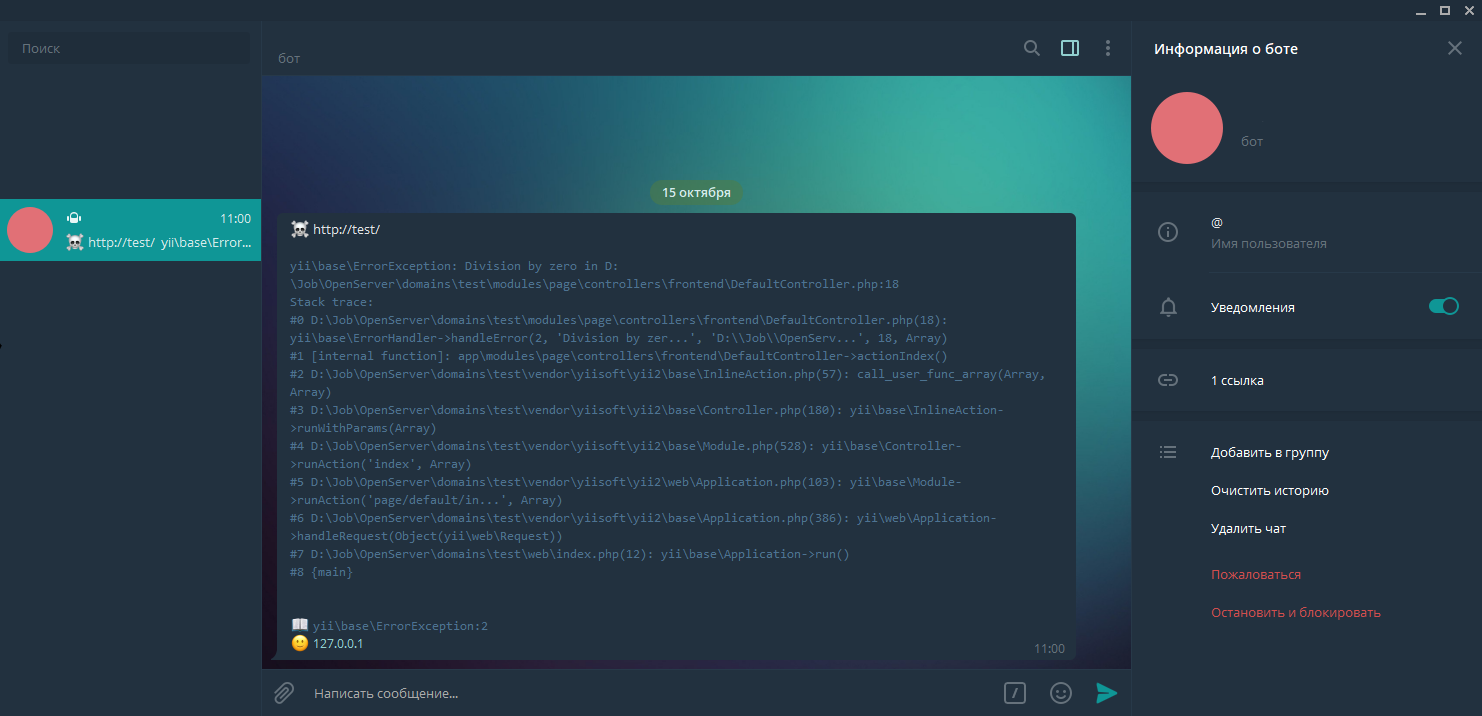 Поиск
11:00
http://test/ yii\base\Error...
бот
15 октября
http://test/
yii\base\ErrorException: Division by zero in D:
\Job\OpenServer\domains\test\modules\page\controllers\frontend\DefaultController.php:18
Stack trace:
#0 D:\Job\OpenServer\domains\test\modules\page\controllers\frontend\DefaultController.php(18):
yii\base\ErrorHandler->handleError(2, 'Division by zer...', 'D:\\Job\\OpenServ...', 18, Array)
#1 [internal function]: app\modules\page\controllers\frontend\DefaultController->actionIndex()
#2 D:\Job\OpenServer\domains\test\vendor\yiisoft\yii2\base\InlineAction.php(57): call_user_func_array(Array,
Array)
#3 D:\Job\OpenServer\domains\test\vendor\yiisoft\yii2\base\Controller.php(180): yii\base\InlineAction-
>runWithParams(Array)
#4 D:\Job\OpenServer\domains\test\vendor\yiisoft\yii2\base\Module.php(528): yii\base\Controller-
>runAction('index', Array)
#5 D:\Job\OpenServer\domains\test\vendor\yiisoft\yii2\web\Application.php(103): yii\base\Module-
>runAction('page/default/in...', Array)
#6 D:\Job\OpenServer\domains\test\vendor\yiisoft\yii2\base\Application.php(386): yii\web\Application-
>handleRequest(Object(yii\web\Request))
#7 D:\Job\OpenServer\domains\test\web\index.php(12): yii\base\Application->run()
#8 {main}
yii\base\ErrorException:2
127.0.0.1
11:00
Написать сообщение...
Информация о боте
бот
@
Имя пользователя
Уведомления
1 ссылка
Добавить в группу
Очистить историю
Удалить чат
Пожаловаться
Остановить и блокировать